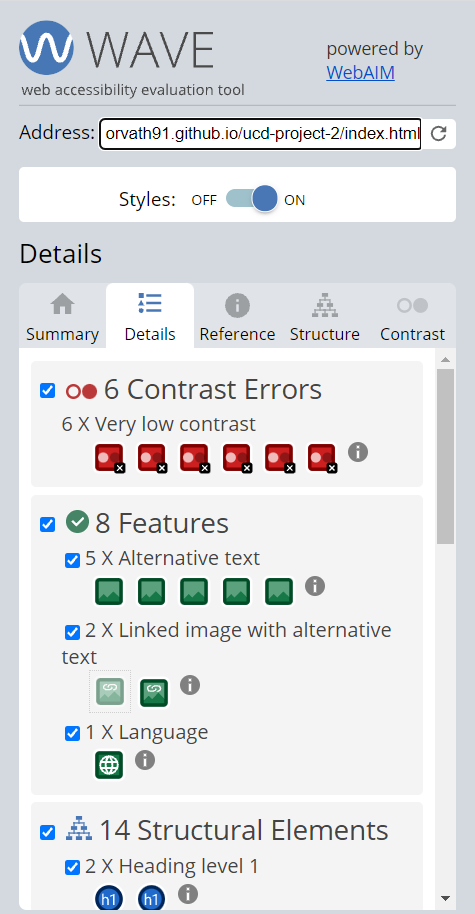 WAVE
web accessibility evaluation tool
powered by
WebAIM
Address: orvath91.github.io/ucd-project-2/index.html
Styles: OFF ON
Details
Summary Details Reference Structure Contrast
6 Contrast Errors
6 X Very low contrast
8 Features
5 X Alternative text
2 X Linked image with alternative
text
1 X Language
14 Structural Elements
2 X Heading level 1
h1 h1